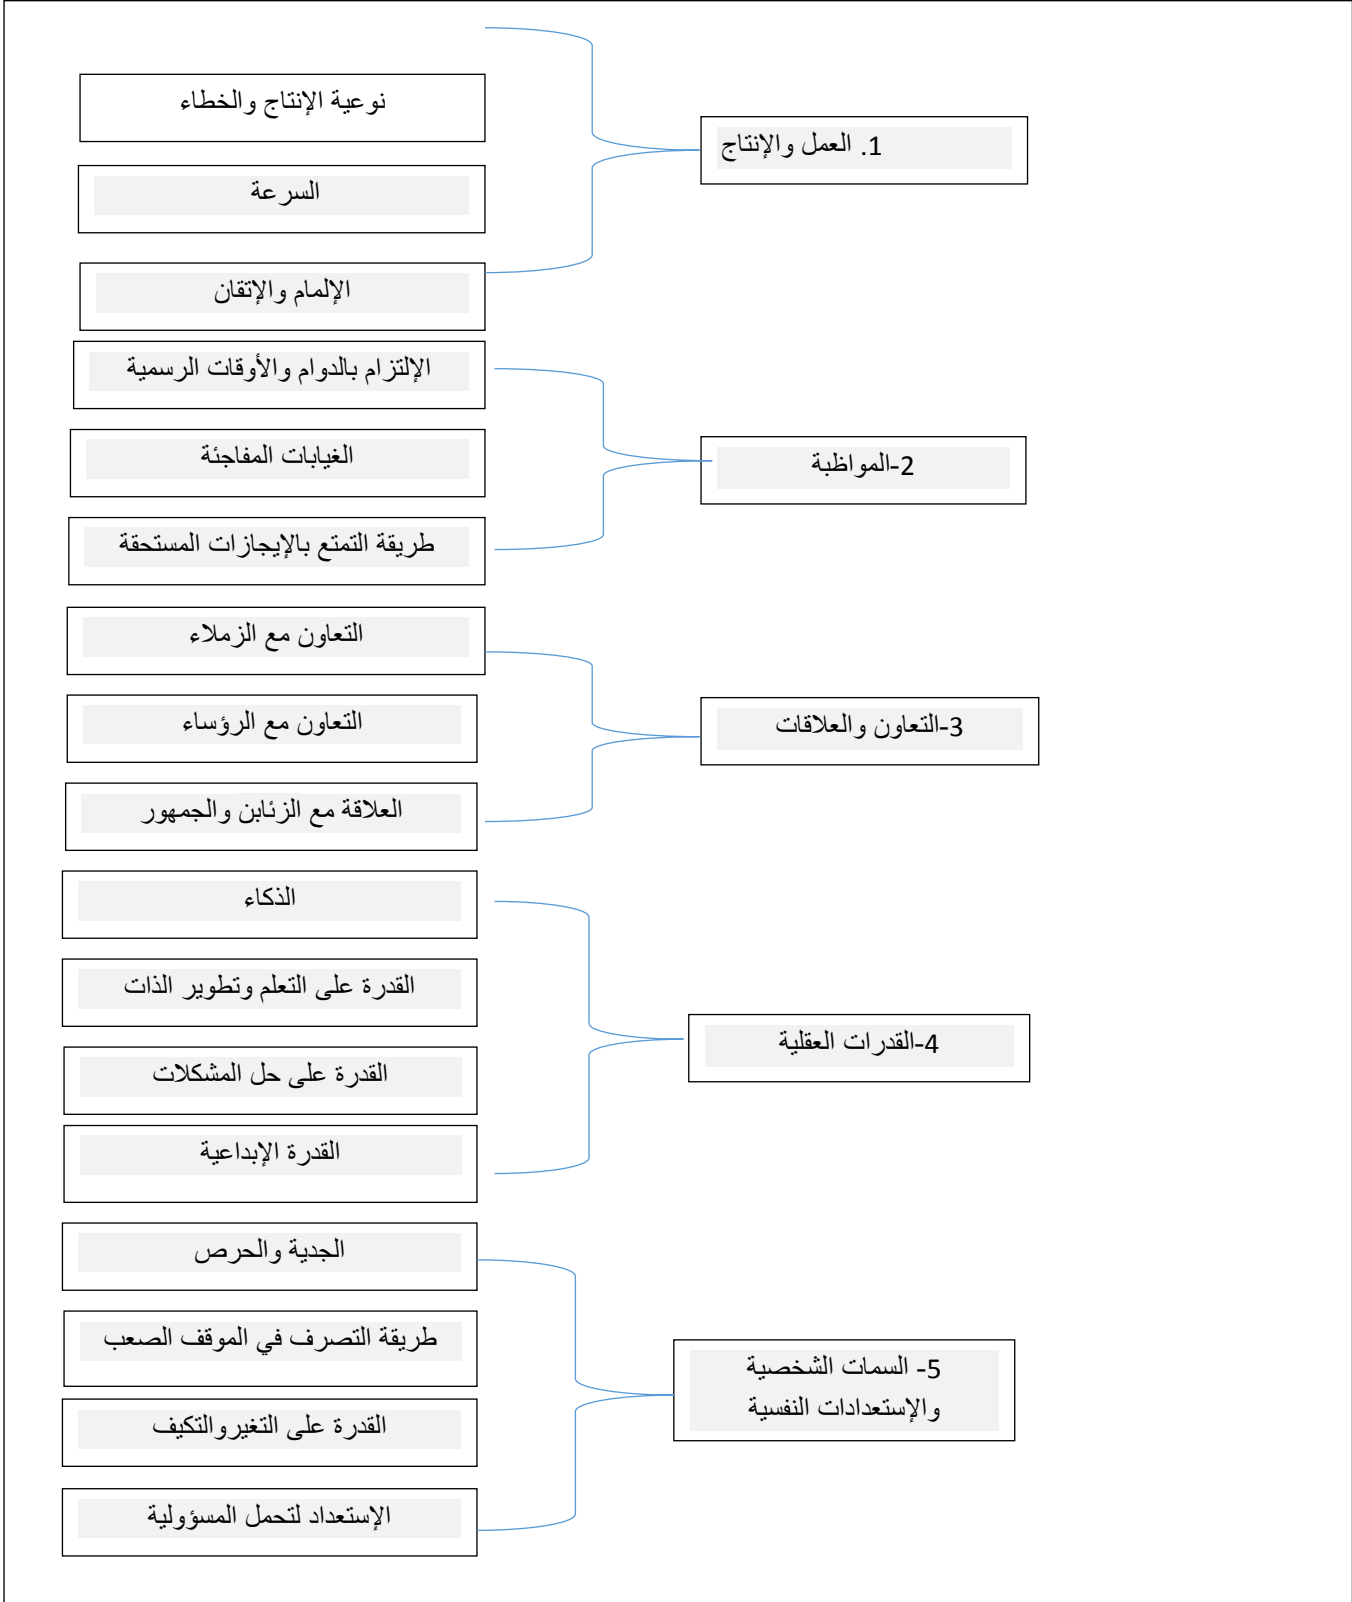 1. العمل والإنتاج
نوعية الإنتاج والخطاء
السرعة
الإلمام والإتقان
2-المواظبة
الإلتزام بالدوام والأوقات الرسمية
الغيابات المفاجئة
طريقة التمتع بالإيجازات المستحقة
3-التعاون والعلاقات
التعاون مع الزملاء
التعاون مع الرؤساء
العلاقة مع الزئابن والجمهور
4-القدرات العقلية
الذكاء
القدرة على التعلم وتطوير الذات
القدرة على حل المشكلات
القدرة الإبداعية
5- السمات الشخصية
والإستعدادات النفسية
الجدية والحرص
طريقة التصرف في الموقف الصعب
القدرة على التغيروالتكيف
الإستعداد لتحمل المسؤولية